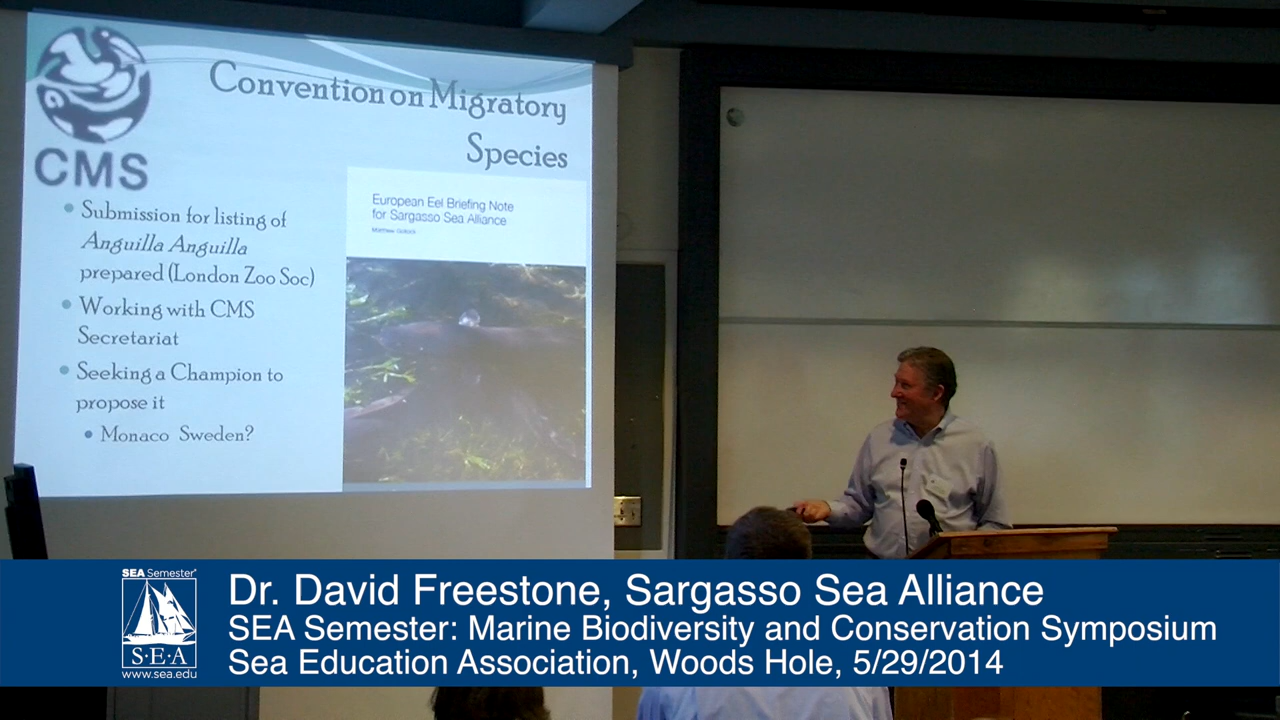 CMS
Convention on Migratory
Species
Submission for listing of
Anguilla Anguilla
prepared (London Zoo Soc)
Working with CMS
Secretariat
Seeking a Champion to
propose it
Monaco Sweden?
European Eel Briefing Note
for Sargasso Sea Alliance
Matthew Gollock
SEA Semester®
S·E·A
www.sea.edu
Dr. David Freestone, Sargasso Sea Alliance
SEA Semester: Marine Biodiversity and Conservation Symposium
Sea Education Association, Woods Hole, 5/29/2014